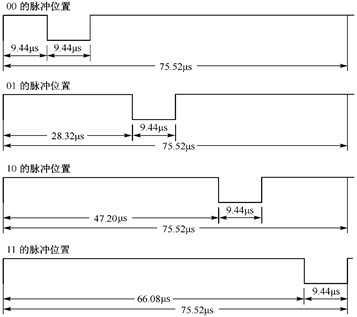 00 的脉冲位置
9.44μs 9.44μs
75.52μs
01 的脉冲位置
9.44μs
28.32μs
75.52μs
10 的脉冲位置
9.44μs
47.20μs
75.52μs
11 的脉冲位置
9.44μs
66.08μs
75.52μs